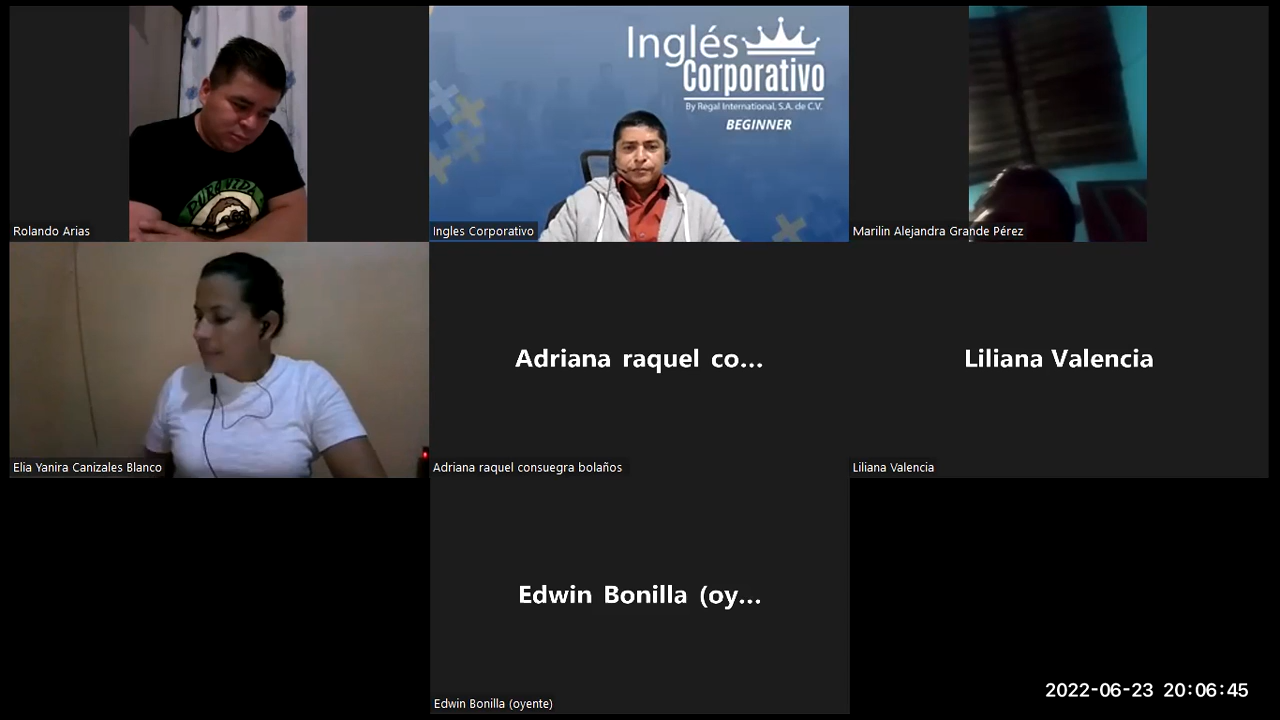 Inglés
Corporativo
By Regal International, S.A. de C.V.
BEGINNER
Rolando Arias
Ingles Corporativo
Marilin Alejandra Grande Pérez
Adriana raquel co...
Liliana Valencia
Elia Yanira Canizales Blanco
Adriana raquel consuegra bolaños
Liliana Valencia
Edwin Bonilla (oy...
Edwin Bonilla (oyente)
2022-06-23 20:06:45